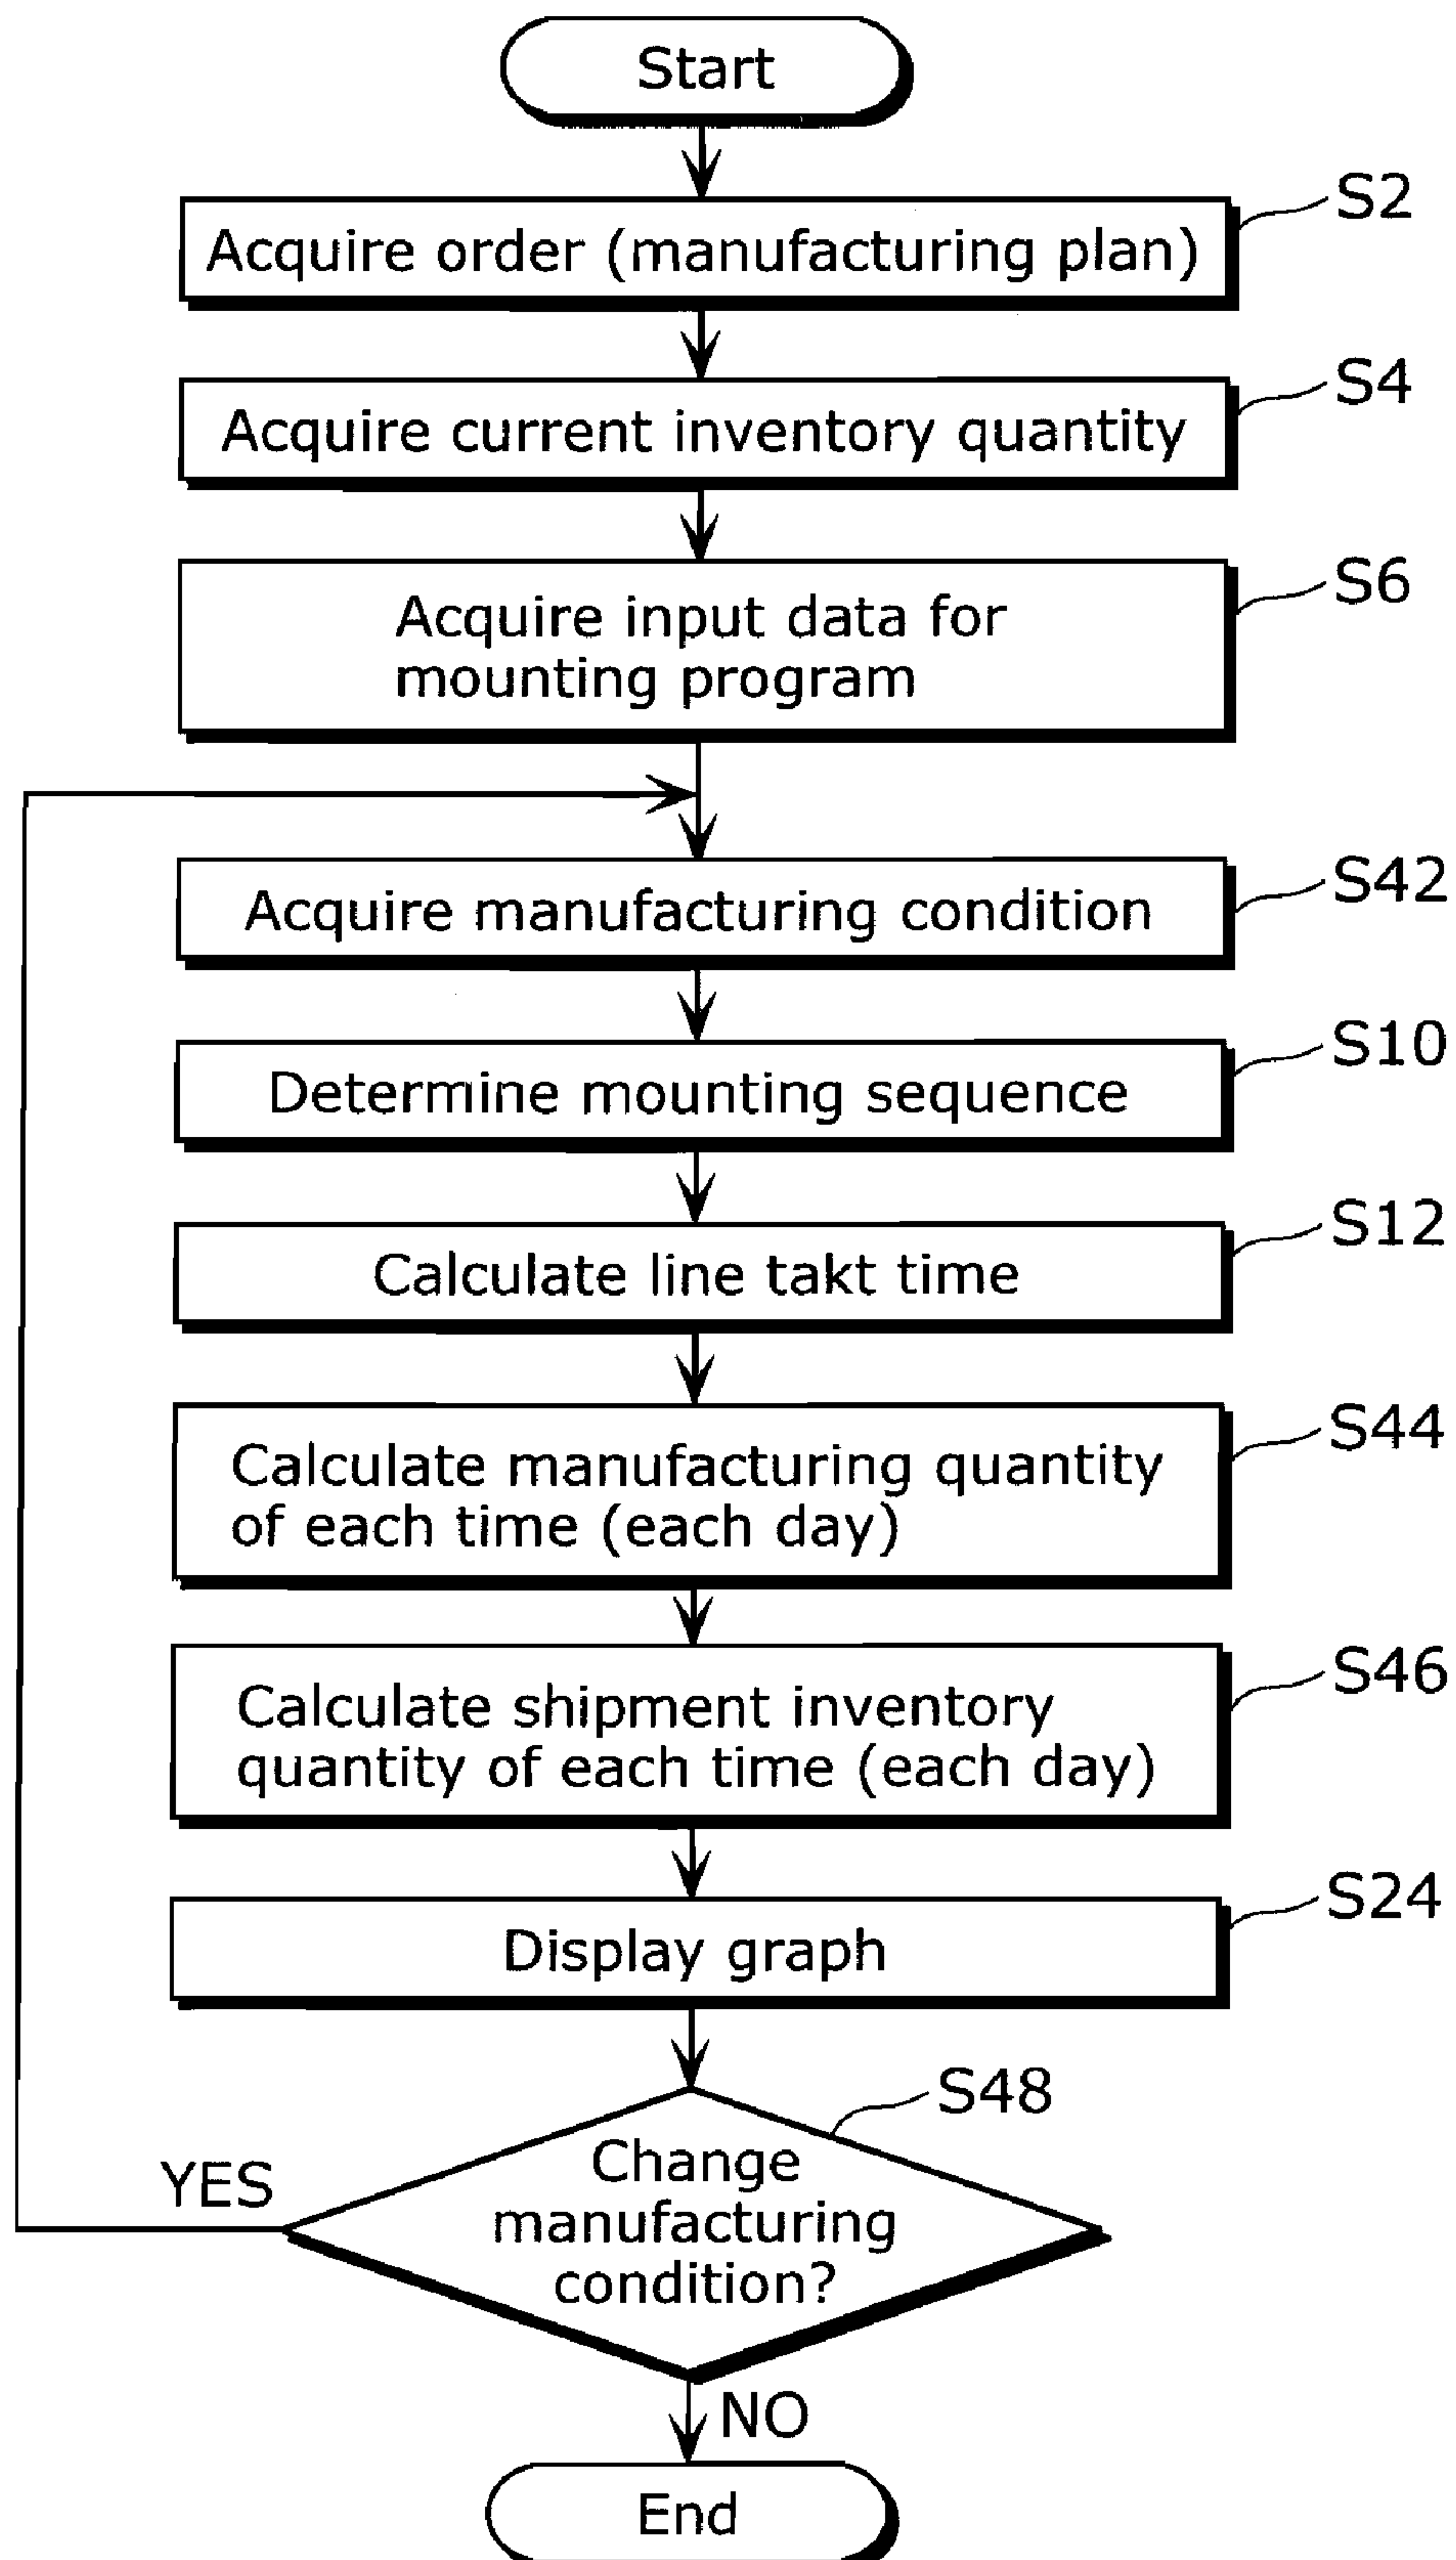 Start
S2
Acquire order (manufacturing plan)
S4
Acquire current inventory quantity
S6
Acquire input data for
mounting program
S42
Acquire manufacturing condition
S10
Determine mounting sequence
S12
Calculate line takt time
S44
Calculate manufacturing quantity
of each time (each day)
S46
Calculate shipment inventory
quantity of each time (each day)
S24
Display graph
S48
Change
manufacturing
condition?
YES
NO
End